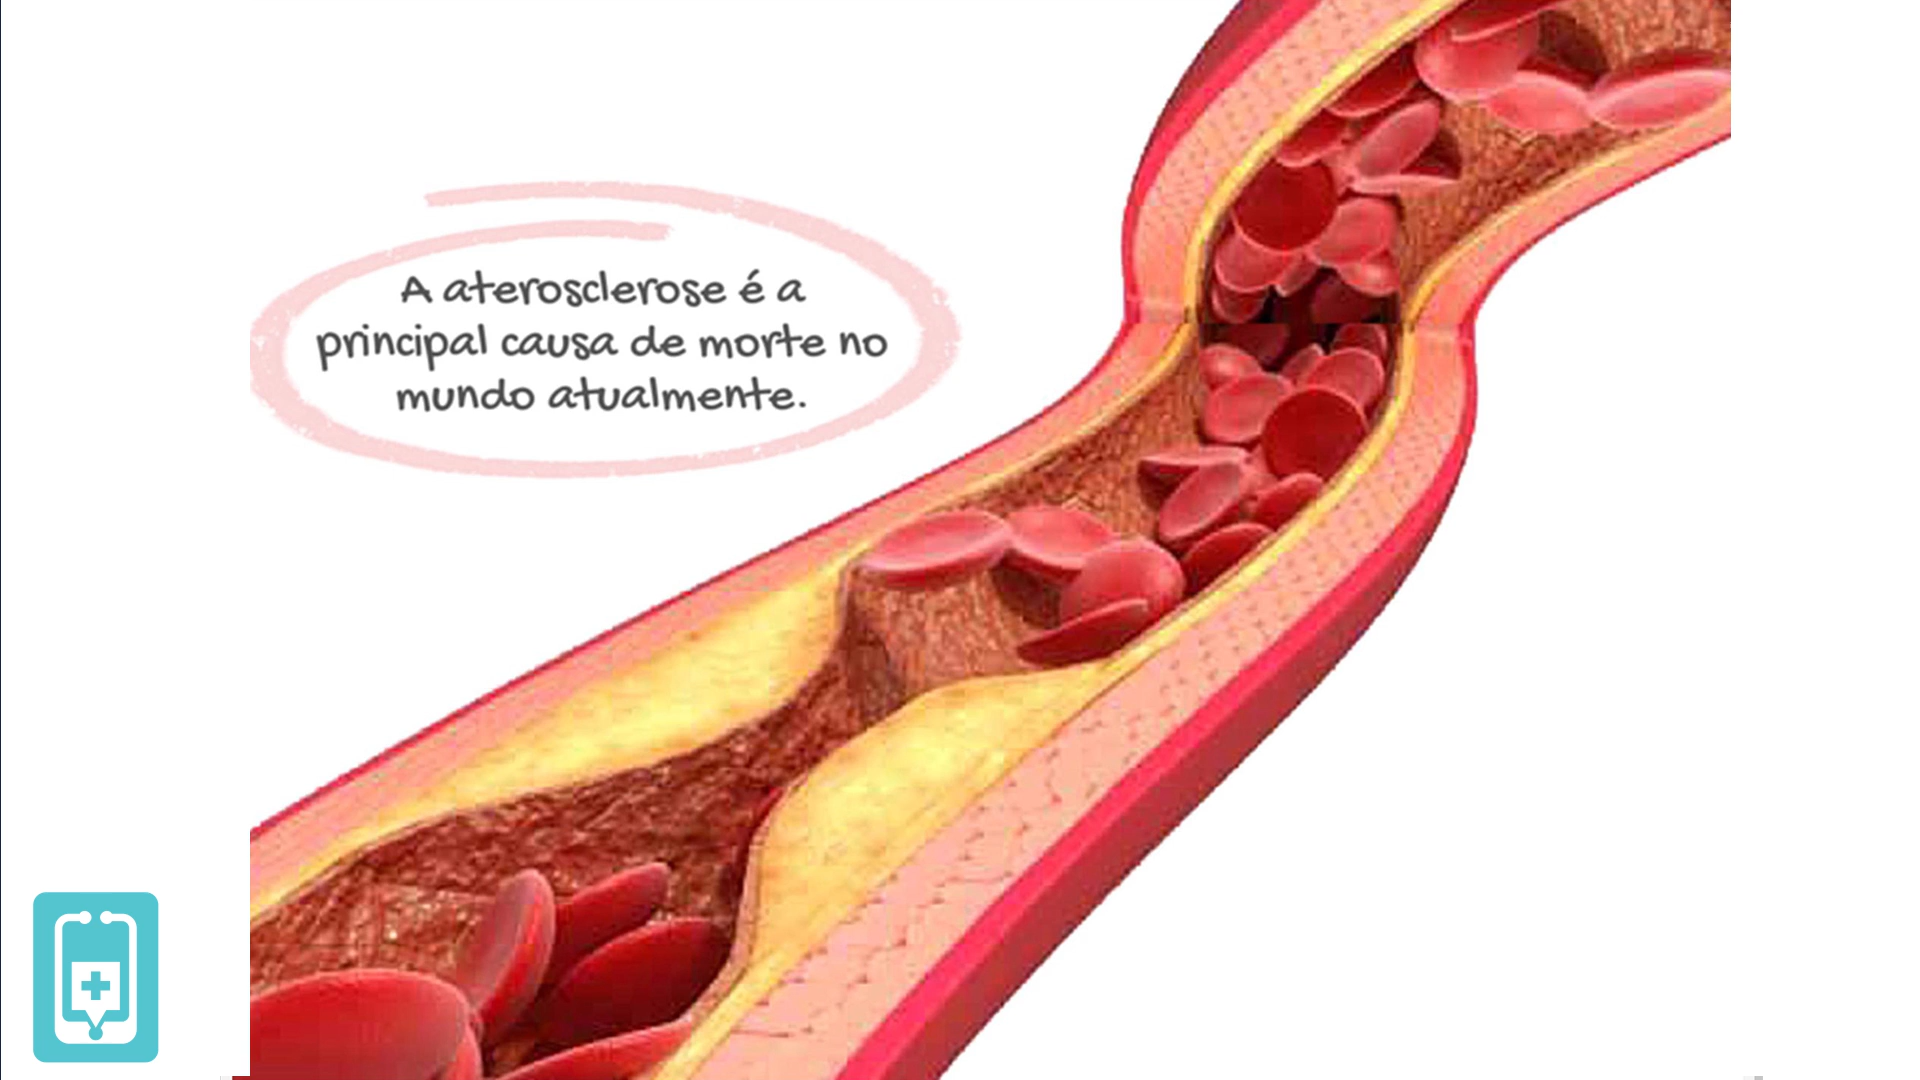 A aterosclerose é a
principal causa de morte no
mundo atualmente.